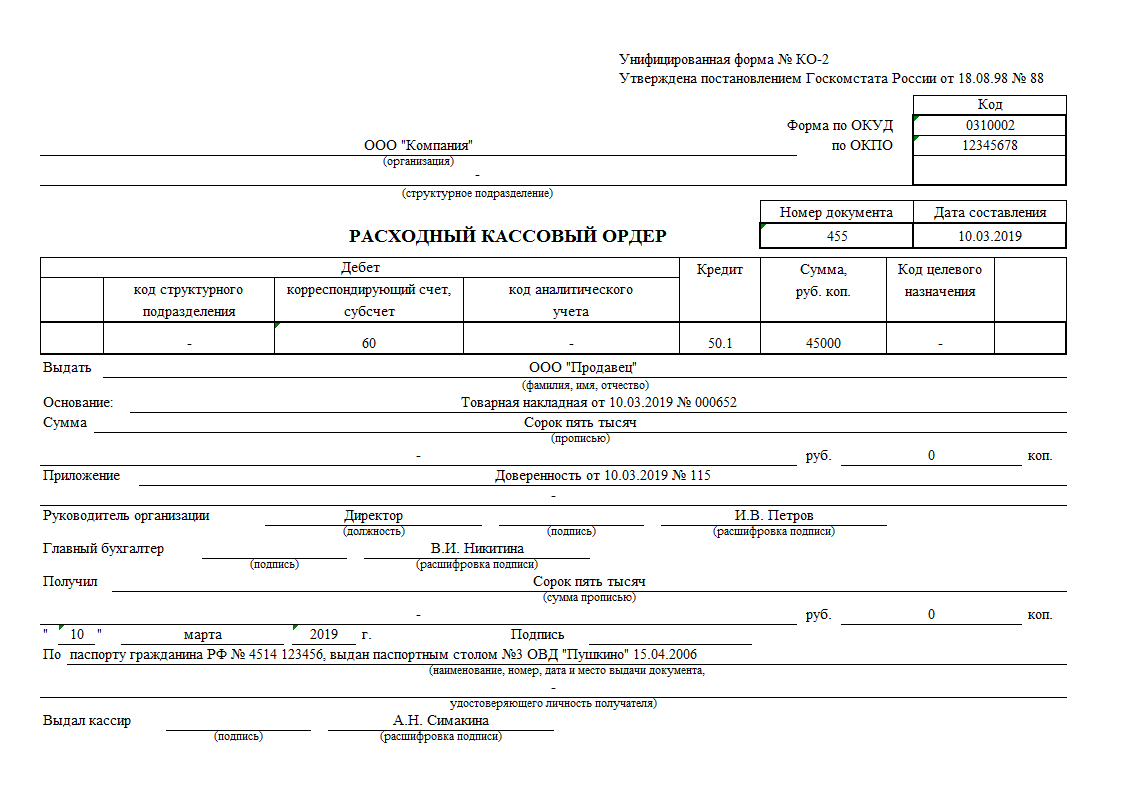 Унифицированная форма № КО-2
Утверждена постановлением Госкомстата России от 18.08.98 № 88
Код
Форма по ОКУД 0310002
ООО "Компания" по ОКПО 12345678
(организация)
-
(структурное подразделение)
Номер документа Дата составления
РАСХОДНЫЙ КАССОВЫЙ ОРДЕР 455 10.03.2019
Дебет Кредит Сумма, руб. коп. Код целевого назначения
код структурного подразделения корреспондирующий счет, субсчет код аналитического учета
- 60 - 50.1 45000 -
Выдать ООО "Продавец"
(фамилия, имя, отчество)
Основание: Товарная накладная от 10.03.2019 № 000652
Сумма Сорок пять тысяч
(прописью)
- руб. 0 коп.
Приложение Доверенность от 10.03.2019 № 115
-
Руководитель организации Директор И.В. Петров
(должность) (подпись) (расшифровка подписи)
Главный бухгалтер В.И. Никитина
(подпись) (расшифровка подписи)
Получил Сорок пять тысяч
(сумма прописью)
- руб. 0 коп.
" 10 " марта 2019 г. Подпись
По паспорту гражданина РФ № 4514 123456, выдан паспортным столом №3 ОВД "Пушкино" 15.04.2006
(наименование, номер, дата и место выдачи документа,
-
удостоверяющего личность получателя)
Выдал кассир А.Н. Симакина
(подпись) (расшифровка подписи)